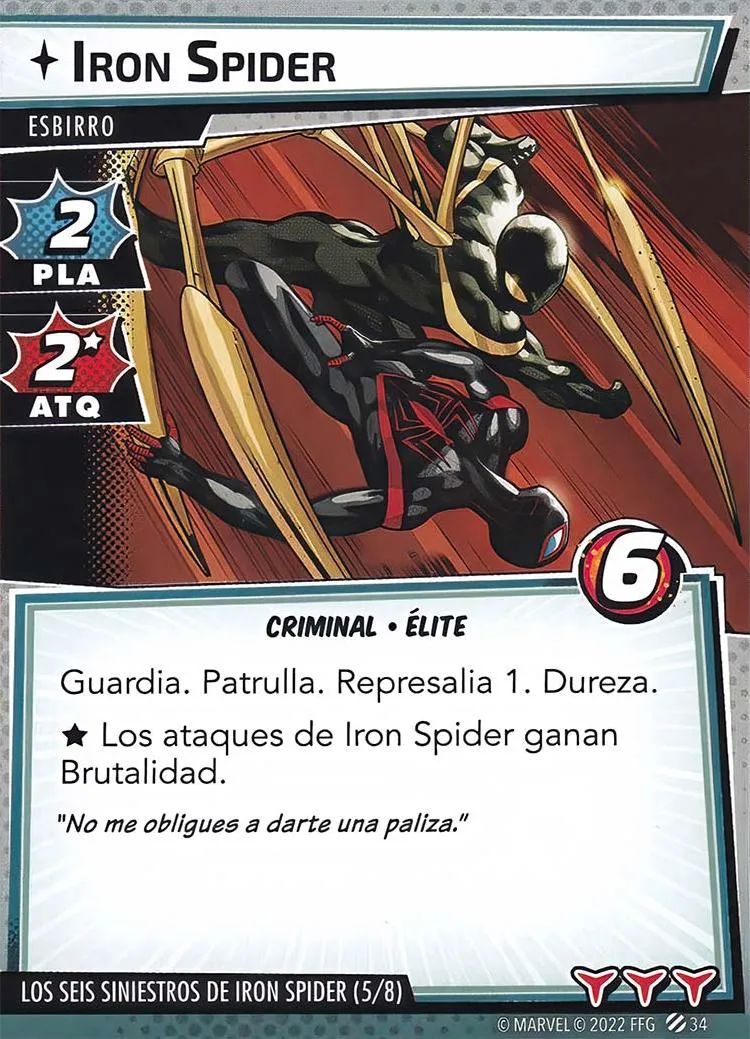 Iron Spider
ESBIRRO
2
PLA
2
ATQ
6
CRIMINAL • ÉLITE
Guardia. Patrulla. Represalia 1. Dureza.
★ Los ataques de Iron Spider ganan
Brutalidad.
"No me obligues a darte una paliza."
LOS SEIS SINIESTROS DE IRON SPIDER (5/8)
© MARVEL © 2022 FFG 34